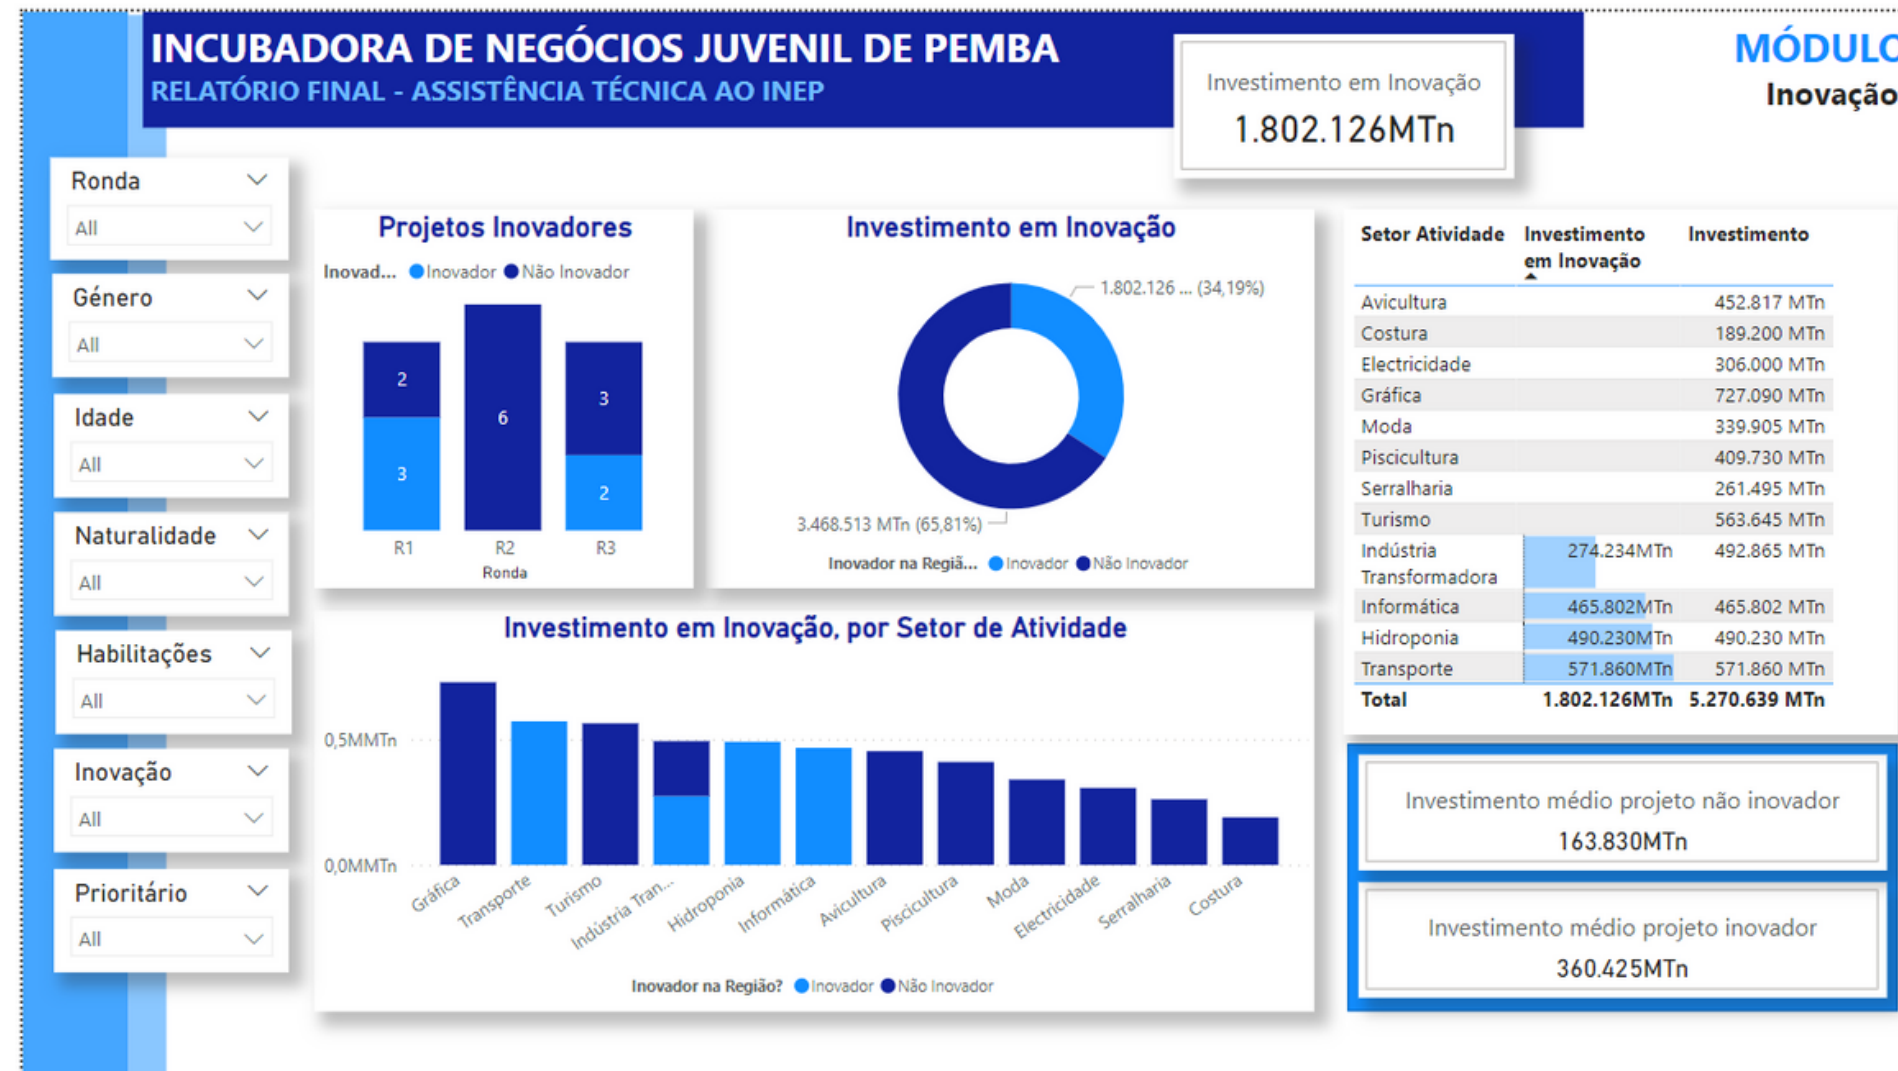 INCUBADORA DE NEGÓCIOS JUVENIL DE PEMBA
RELATÓRIO FINAL - ASSISTÊNCIA TÉCNICA AO INEP
Investimento em Inovação
1.802.126MTn
MÓDULO
Inovação
Ronda
All
Género
All
Idade
All
Naturalidade
All
Habilitações
All
Inovação
All
Prioritário
All
Projetos Inovadores
Inovad... Inovador Não Inovador
2
3
6
3
2
R1 R2 R3
Ronda
Investimento em Inovação
1.802.126 ... (34,19%)
3.468.513 MTn (65,81%)
Inovador na Regiã... Inovador Não Inovador
Investimento em Inovação, por Setor de Atividade
0,5MMTn
0,0MMTn
Gráfica Transporte Turismo Indústria Tran... Hidroponia Informática Avicultura Piscicultura Moda Electricidade Serralharia Costura
Inovador na Região? Inovador Não Inovador
Setor Atividade Investimento Investimento
em Inovação
Avicultura 452.817 MTn
Costura 189.200 MTn
Electricidade 306.000 MTn
Gráfica 727.090 MTn
Moda 339.905 MTn
Piscicultura 409.730 MTn
Serralharia 261.495 MTn
Turismo 563.645 MTn
Indústria 274.234MTn 492.865 MTn
Transformadora
Informática 465.802MTn 465.802 MTn
Hidroponia 490.230MTn 490.230 MTn
Transporte 571.860MTn 571.860 MTn
Total 1.802.126MTn 5.270.639 MTn
Investimento médio projeto não inovador
163.830MTn
Investimento médio projeto inovador
360.425MTn